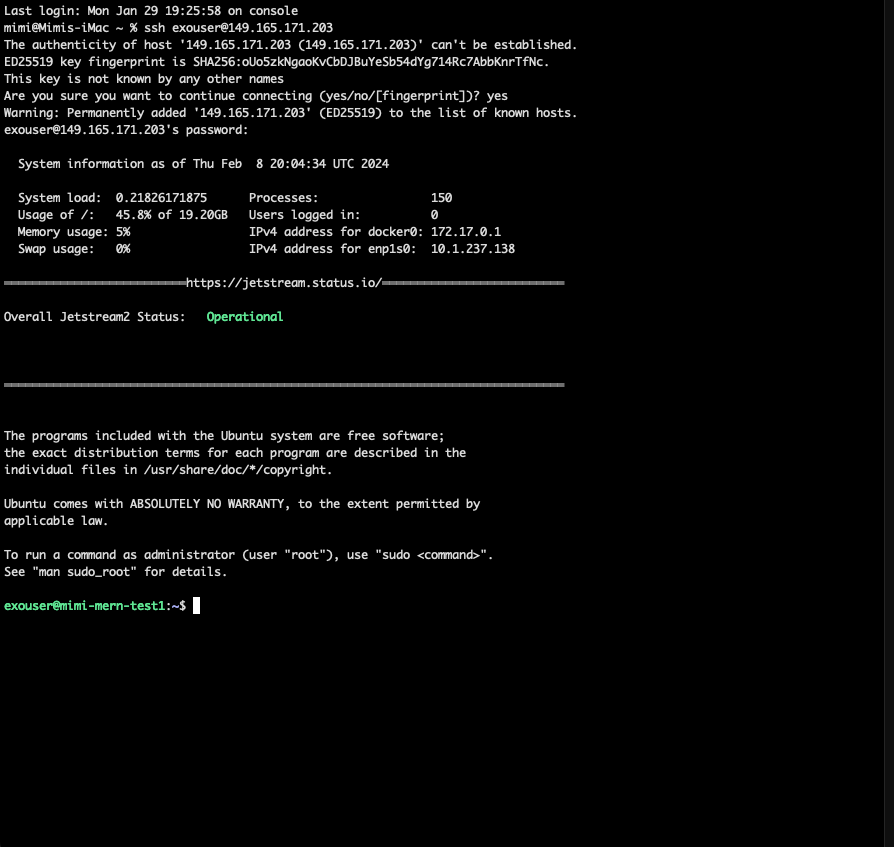 Last login: Mon Jan 29 19:25:58 on console
mimi@Mimis-iMac ~ % ssh exouser@149.165.171.203
The authenticity of host '149.165.171.203 (149.165.171.203)' can't be established.
ED25519 key fingerprint is SHA256:oUo5zkNgaoKvCbDJBuYeSb54dYg714Rc7AbbKnrTfNc.
This key is not known by any other names
Are you sure you want to continue connecting (yes/no/[fingerprint])? yes
Warning: Permanently added '149.165.171.203' (ED25519) to the list of known hosts.
exouser@149.165.171.203's password:
System information as of Thu Feb  8 20:04:34 UTC 2024
System load:  0.21826171875      Processes:                150
Usage of /:   45.8% of 19.20GB   Users logged in:          0
Memory usage: 5%                 IPv4 address for docker0: 172.17.0.1
Swap usage:   0%                 IPv4 address for enp1s0:  10.1.237.138
══════════════════════════https://jetstream.status.io/══════════════════════════
Overall Jetstream2 Status:   Operational
════════════════════════════════════════════════════════════════════════════════
The programs included with the Ubuntu system are free software;
the exact distribution terms for each program are described in the
individual files in /usr/share/doc/*/copyright.
Ubuntu comes with ABSOLUTELY NO WARRANTY, to the extent permitted by
applicable law.
To run a command as administrator (user "root"), use "sudo <command>".
See "man sudo_root" for details.
exouser@mimi-mern-test1:~$